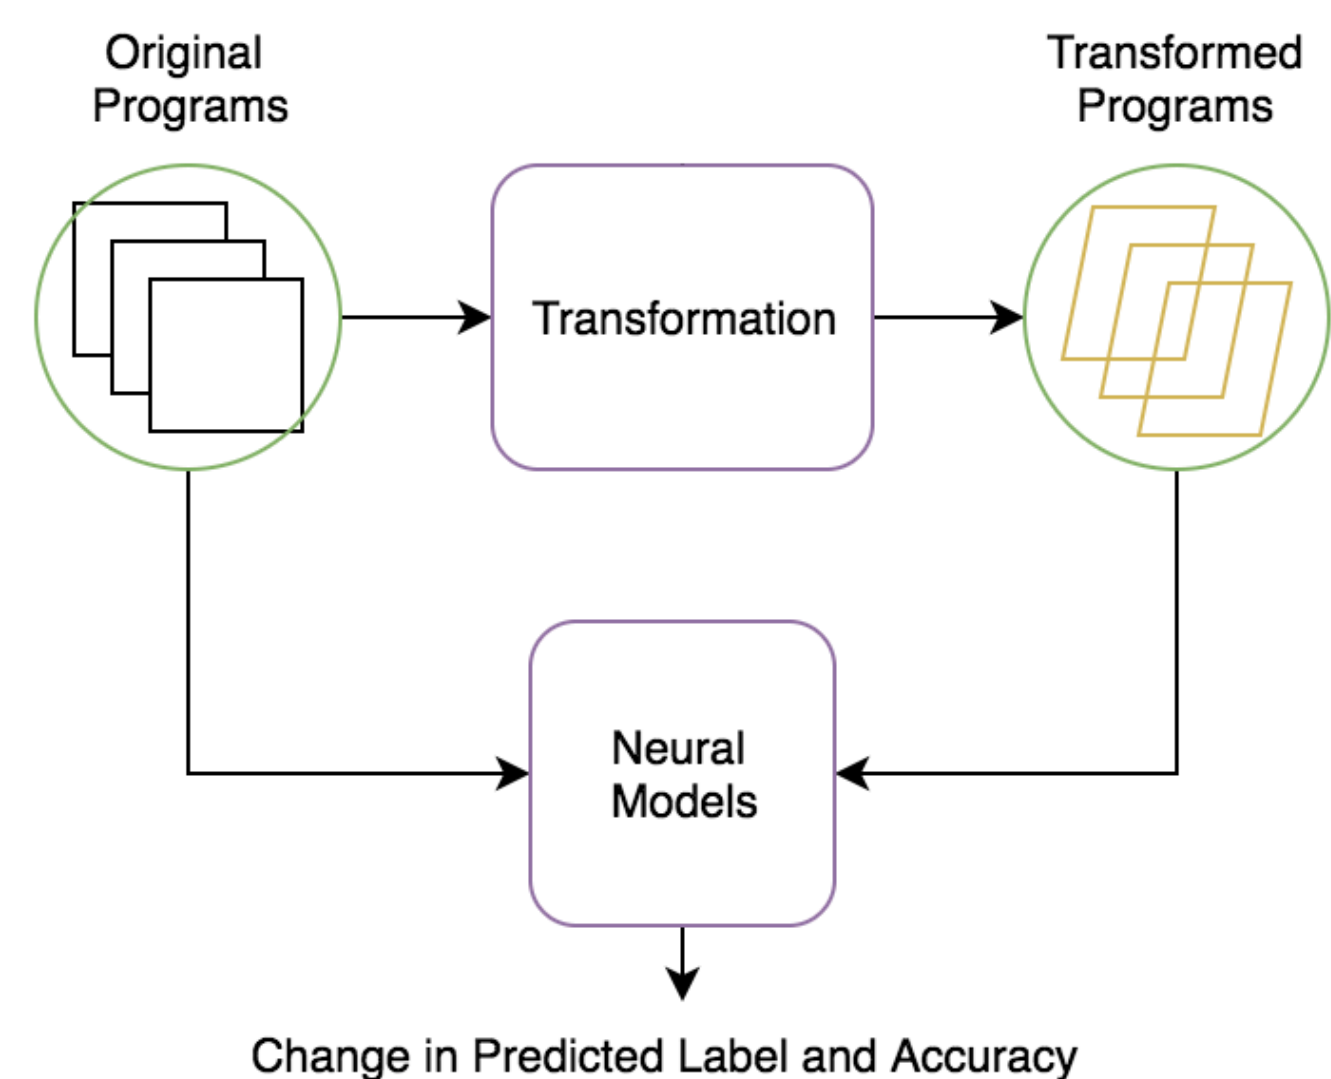 Original
Programs
Transformed
Programs
Transformation
Neural
Models
Change in Predicted Label and Accuracy